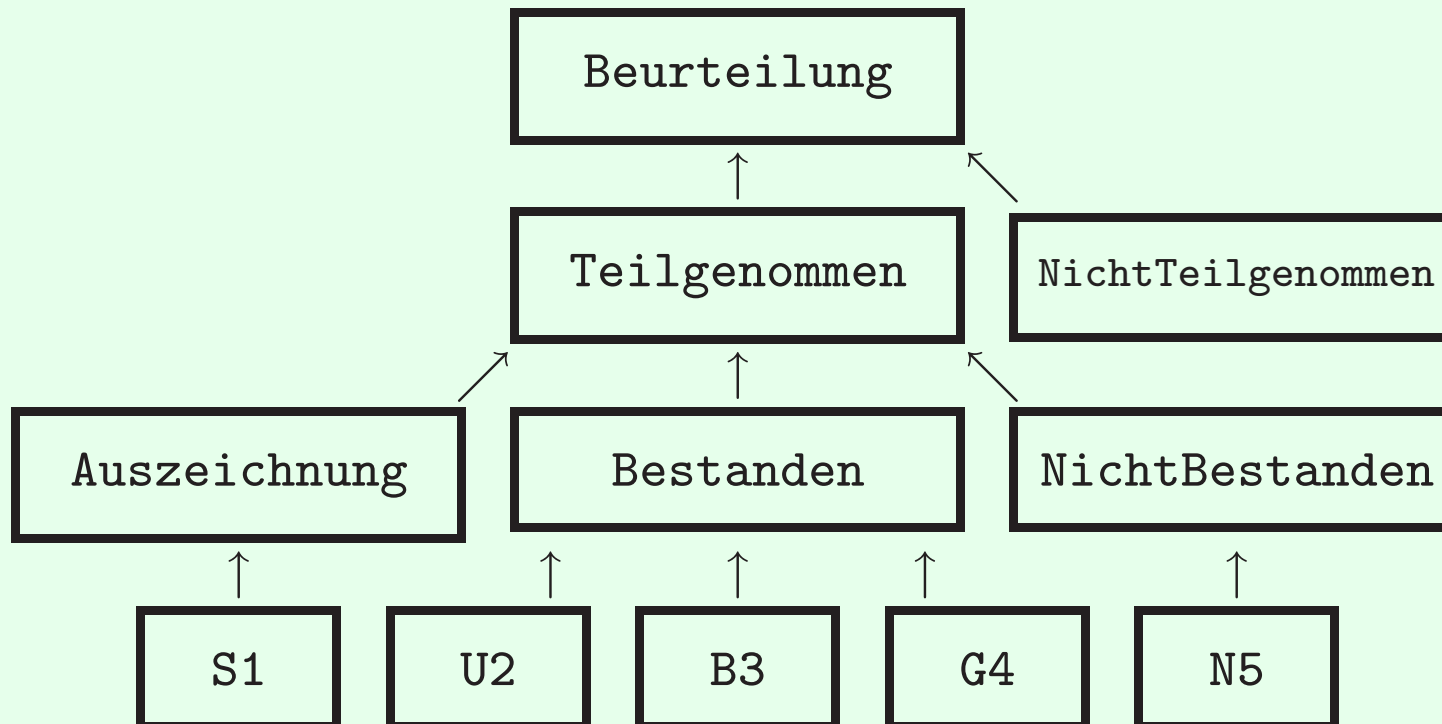 Beurteilung
Teilgenommen NichtTeilgenommen
Auszeichnung Bestanden NichtBestanden
S1 U2 B3 G4 N5